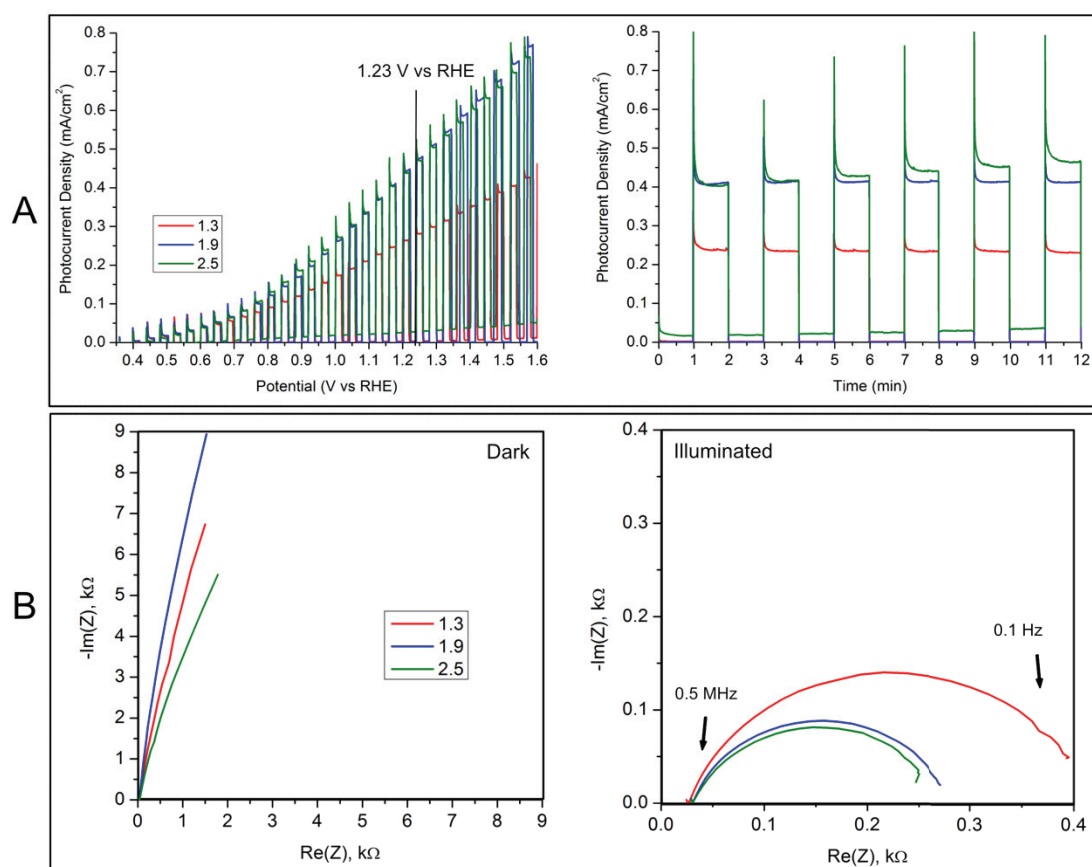 A
Photocurrent Density (mA/cm²)
0.8
0.7
0.6
0.5
0.4
0.3
0.2
0.1
0.0
1.23 V vs RHE
1.3
1.9
2.5
0.4 0.5 0.6 0.7 0.8 0.9 1.0 1.1 1.2 1.3 1.4 1.5 1.6
Potential (V vs RHE)
Photocurrent Density (mA/cm²)
0.8
0.7
0.6
0.5
0.4
0.3
0.2
0.1
0.0
0 1 2 3 4 5 6 7 8 9 10 11 12
Time (min)
B
-Im(Z), kΩ
9
8
7
6
5
4
3
2
1
0
Dark
1.3
1.9
2.5
0 1 2 3 4 5 6 7 8 9
Re(Z), kΩ
-Im(Z), kΩ
0.4
0.3
0.2
0.1
0.0
Illuminated
0.1 Hz
0.5 MHz
0.0 0.1 0.2 0.3 0.4
Re(Z), kΩ